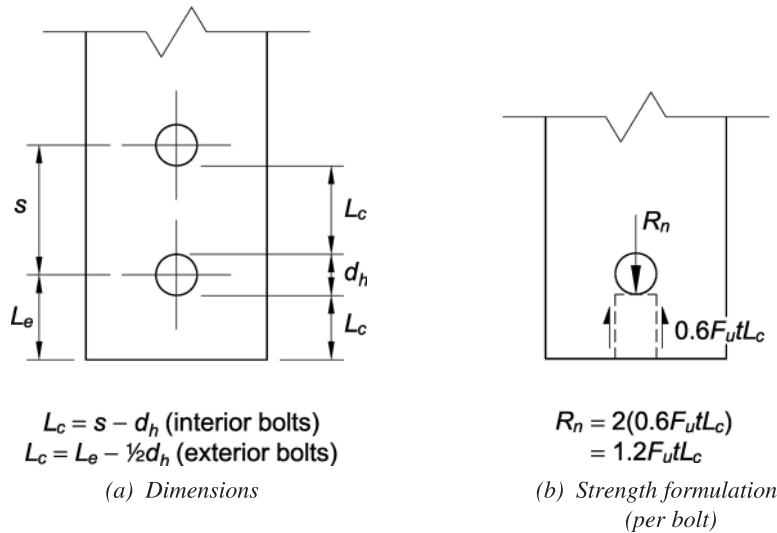 s
L_e
L_c
d_h
L_c
L_c = s − d_h (interior bolts)
L_c = L_e − ½d_h (exterior bolts)
(a) Dimensions
R_n
0.6F_utL_c
R_n = 2(0.6F_utL_c)
= 1.2F_utL_c
(b) Strength formulation
(per bolt)